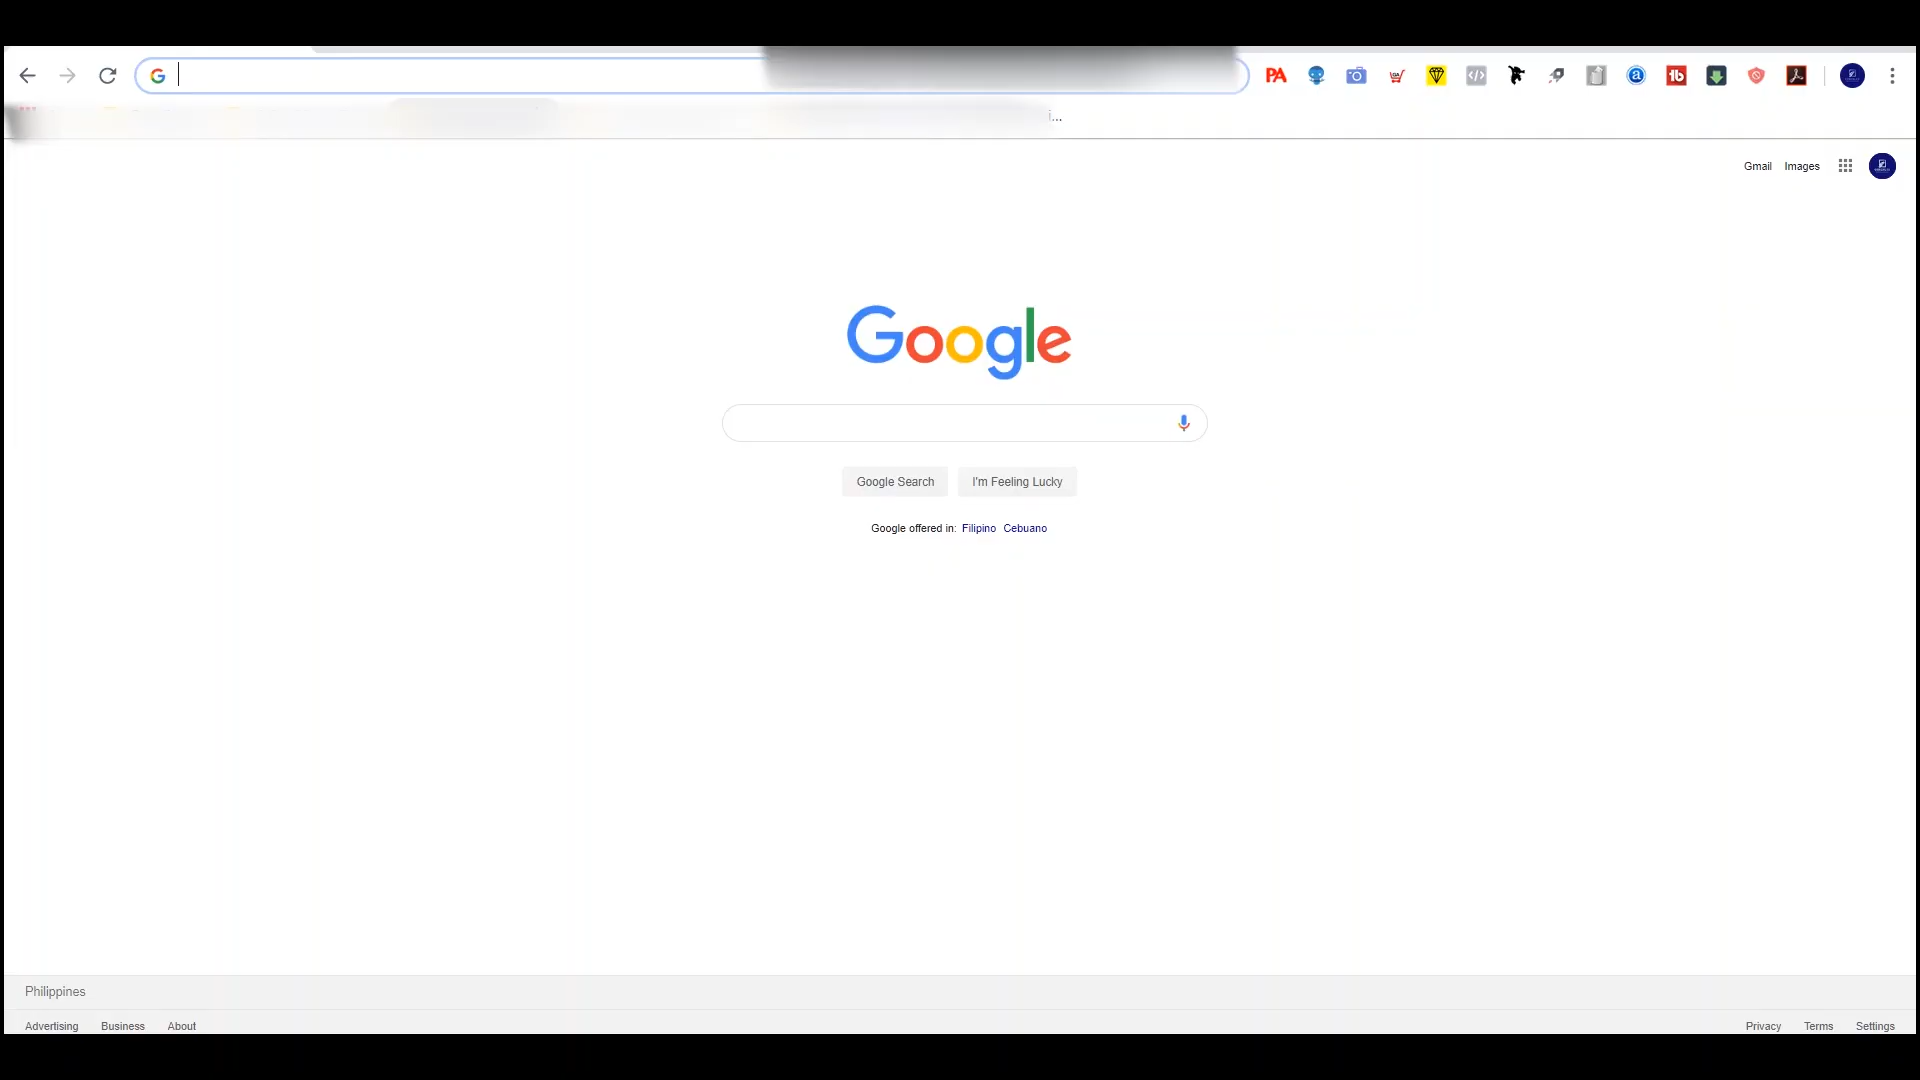 PA
Gmail Images
Google
Google Search I'm Feeling Lucky
Google offered in: Filipino Cebuano
Philippines
Advertising Business About
Privacy Terms Settings